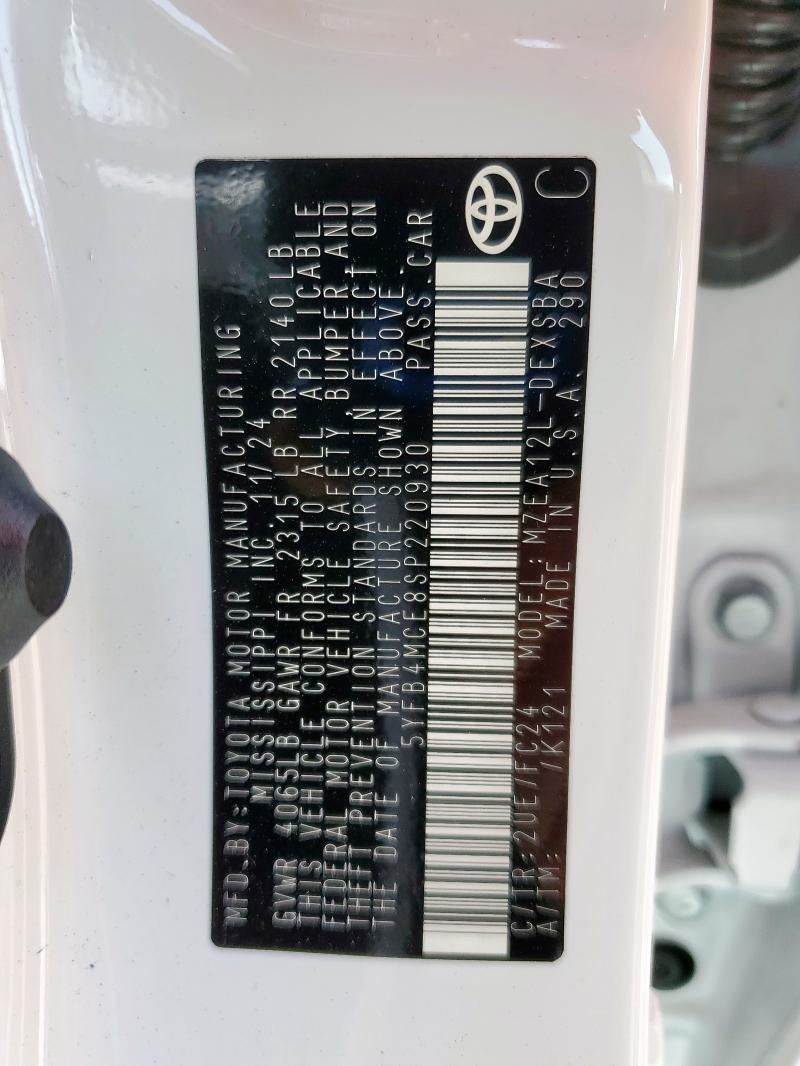 MFD.BY:TOYOTA MOTOR MANUFACTURING
MISSISSIPPI INC. 11/24
GVWR 4065LB GAWR FR 2315 LB RR 2140 LB
THIS VEHICLE CONFORMS TO ALL APPLICABLE
FEDERAL MOTOR VEHICLE SAFETY BUMPER AND
THEFT PREVENTION STANDARDS IN EFFECT ON
THE DATE OF MANUFACTURE SHOWN ABOVE.
5YFB4MCE8SP220930 PASS.CAR
C/TR:2UE/FC24 MODEL:MZEA12L-DEXSBA
A/TM: /K121 MADE IN U.S.A. 290 C